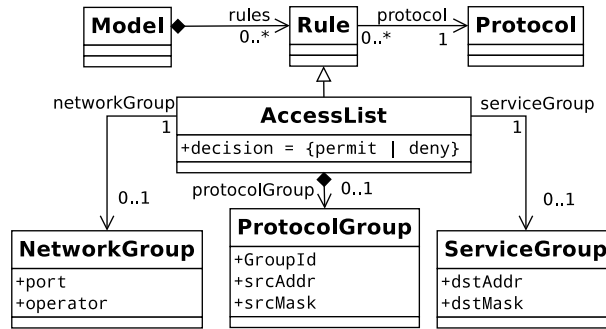 Model
rules
0..*
Rule
protocol
0..*
1
Protocol
networkGroup
1
AccessList
+decision = {permit | deny}
serviceGroup
1
protocolGroup
0..1
0..1
0..1
NetworkGroup
+port
+operator
ProtocolGroup
+GroupId
+srcAddr
+srcMask
ServiceGroup
+dstAddr
+dstMask